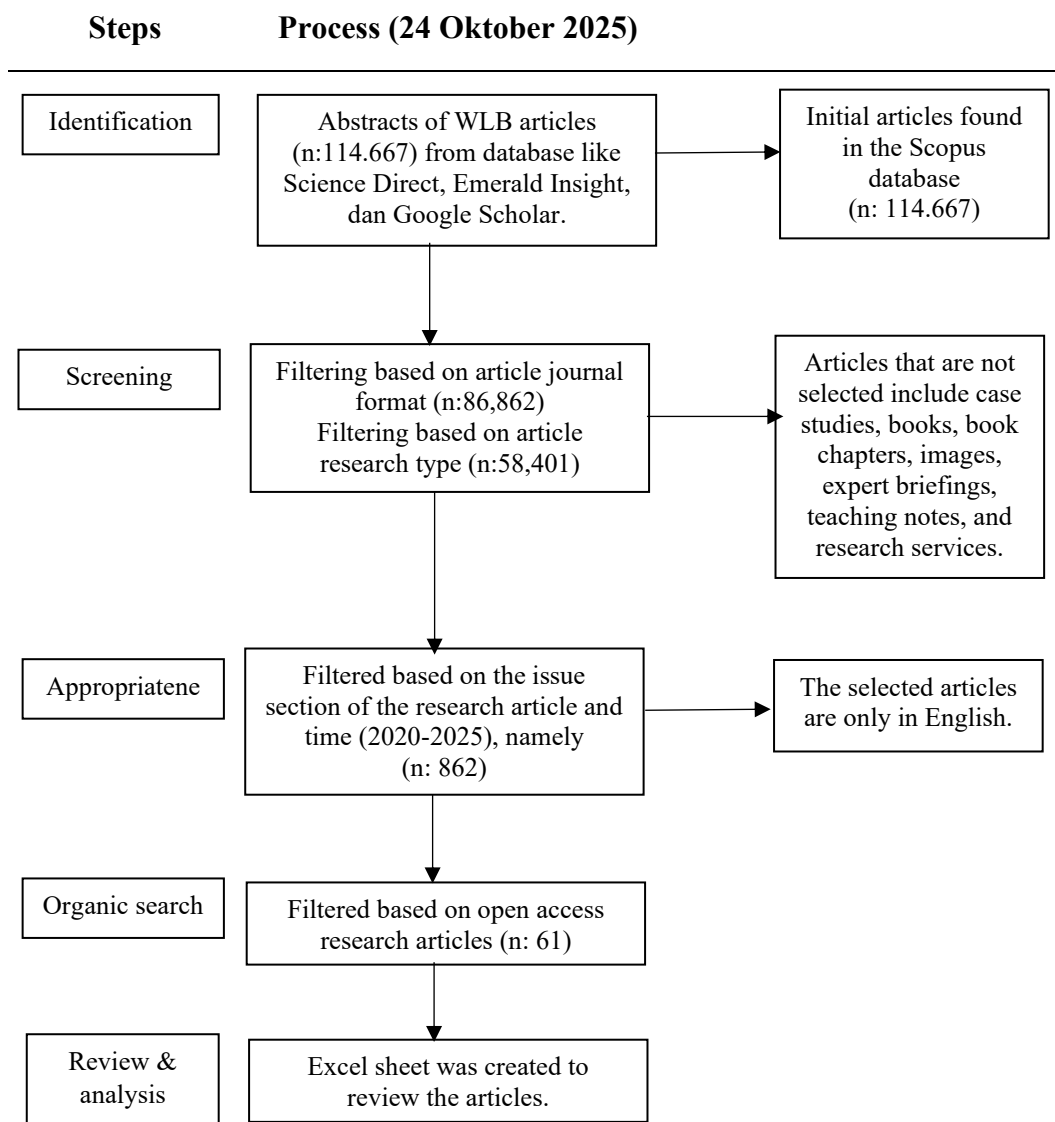 Steps
Process (24 Oktober 2025)
Identification
Abstracts of WLB articles
(n:114.667) from database like
Science Direct, Emerald Insight,
dan Google Scholar.
Initial articles found
in the Scopus
database
(n: 114.667)
Screening
Filtering based on article journal
format (n:86,862)
Filtering based on article
research type (n:58,401)
Articles that are not
selected include case
studies, books, book
chapters, images,
expert briefings,
teaching notes, and
research services.
Appropriatene
Filtered based on the issue
section of the research article and
time (2020-2025), namely
(n: 862)
The selected articles
are only in English.
Organic search
Filtered based on open access
research articles (n: 61)
Review &
analysis
Excel sheet was created to
review the articles.